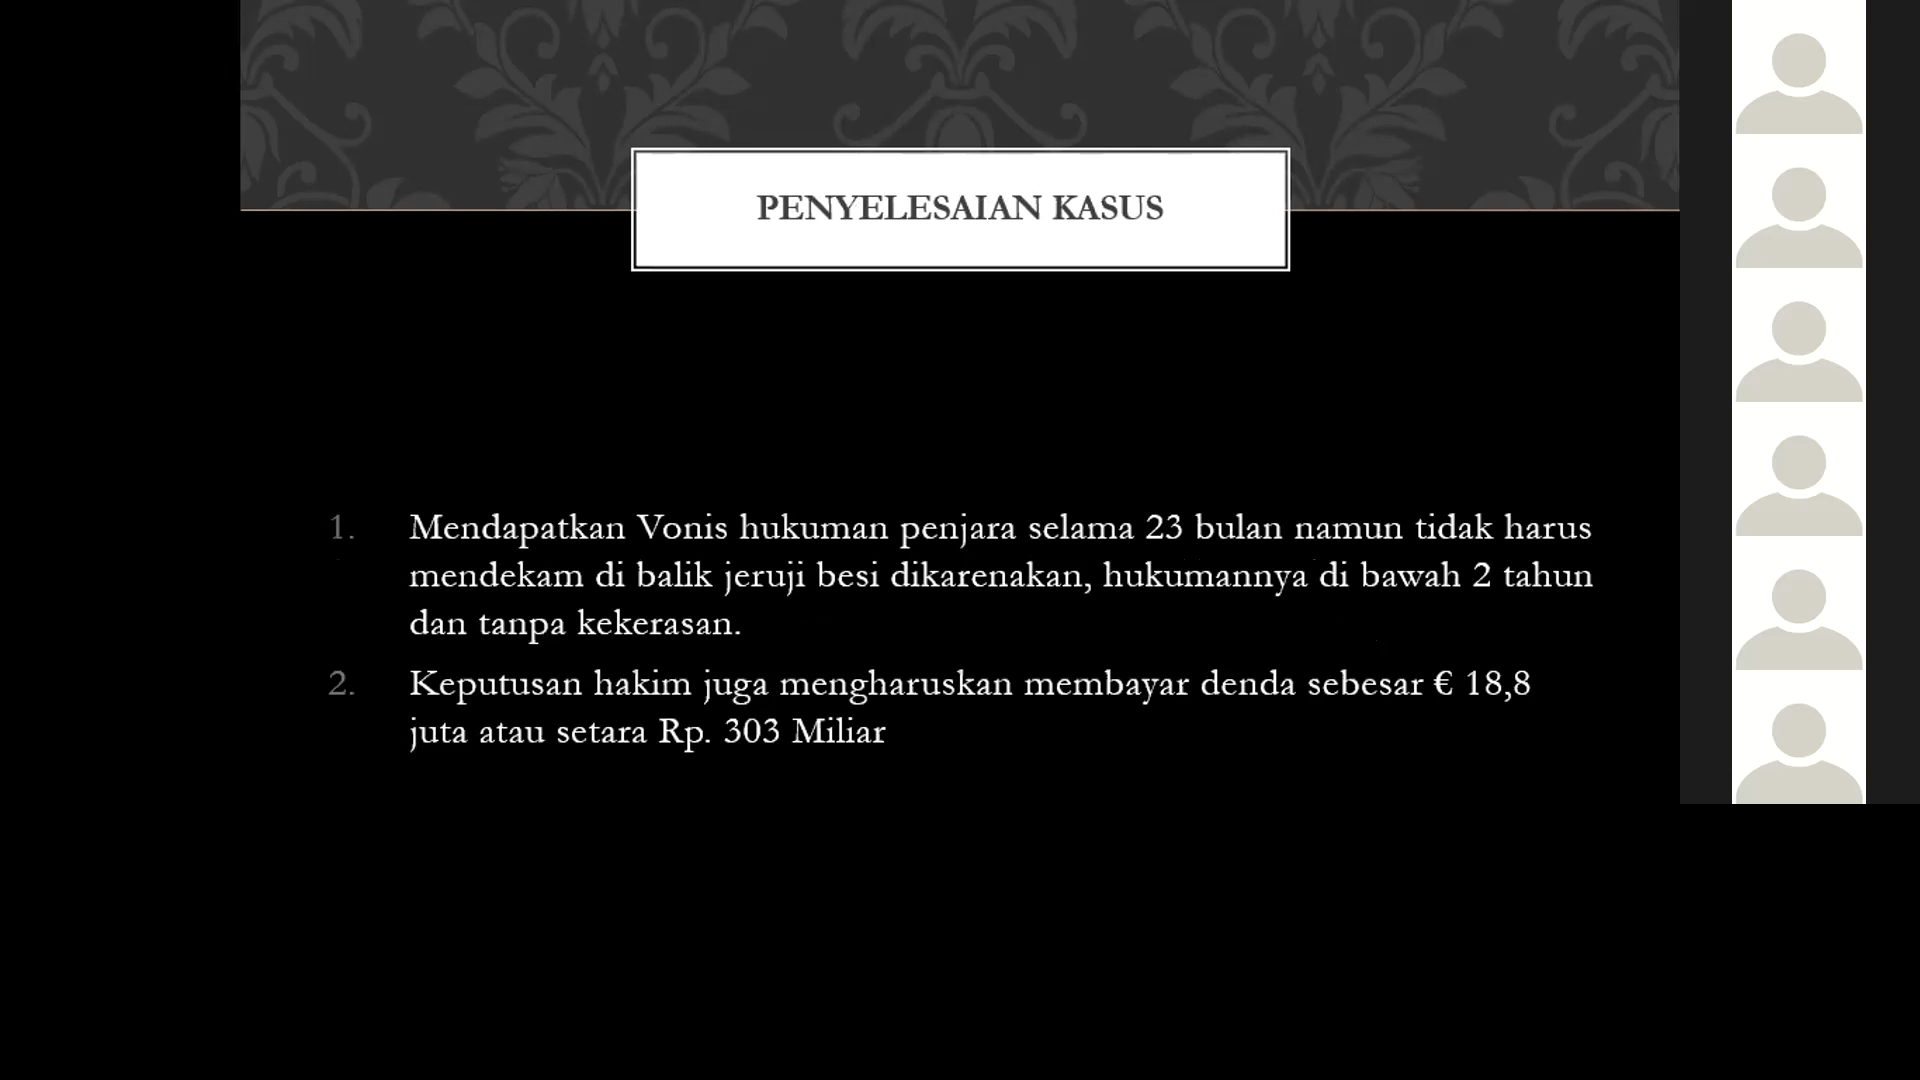 PENYELESAIAN KASUS
1. Mendapatkan Vonis hukuman penjara selama 23 bulan namun tidak harus
mendekam di balik jeruji besi dikarenakan, hukumannya di bawah 2 tahun
dan tanpa kekerasan.
2. Keputusan hakim juga mengharuskan membayar denda sebesar € 18,8
juta atau setara Rp. 303 Miliar